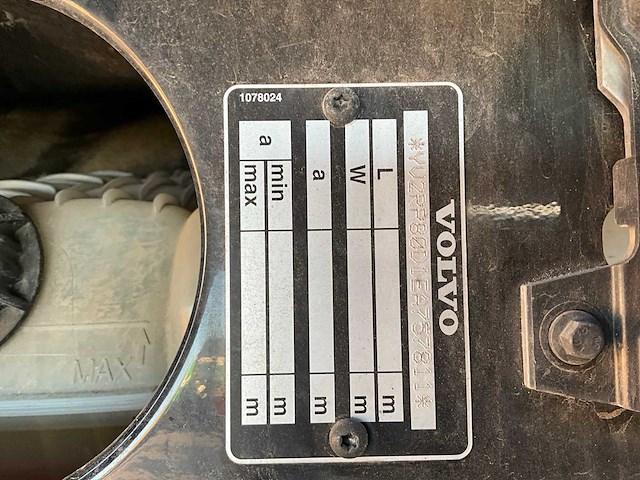 VOLVO
*YV2RP80D1EA757811*
L m
W m
a m
a min m
max m
1078024
MAX